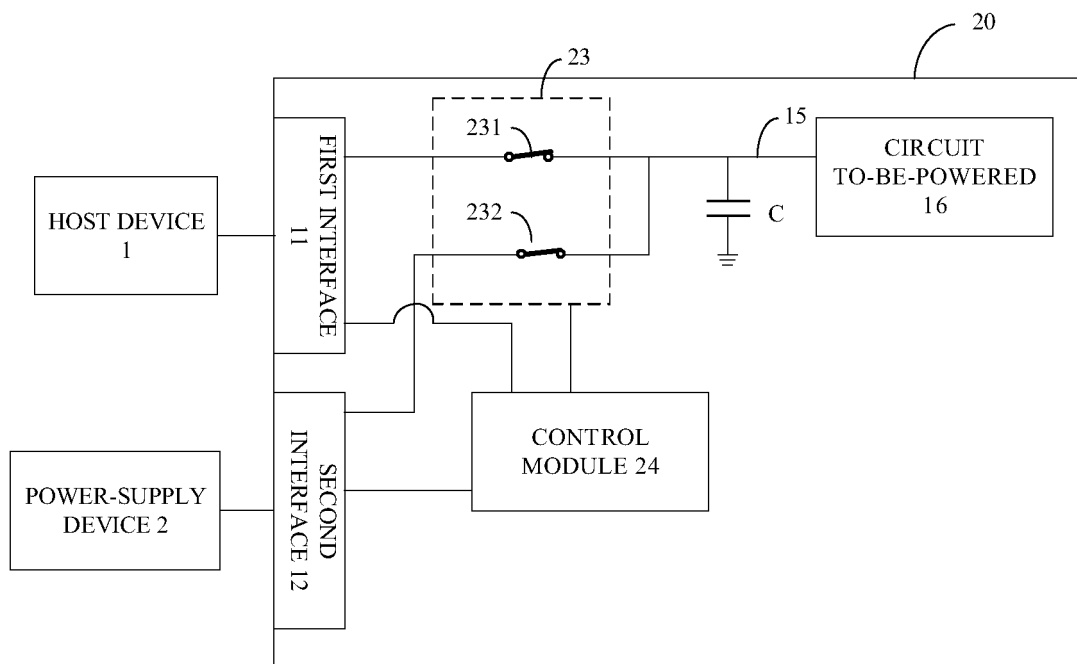 20
23
231
15
CIRCUIT
TO-BE-POWERED
16
FIRST INTERFACE
11
HOST DEVICE
1
232
C
SECOND
INTERFACE 12
CONTROL
MODULE 24
POWER-SUPPLY
DEVICE 2